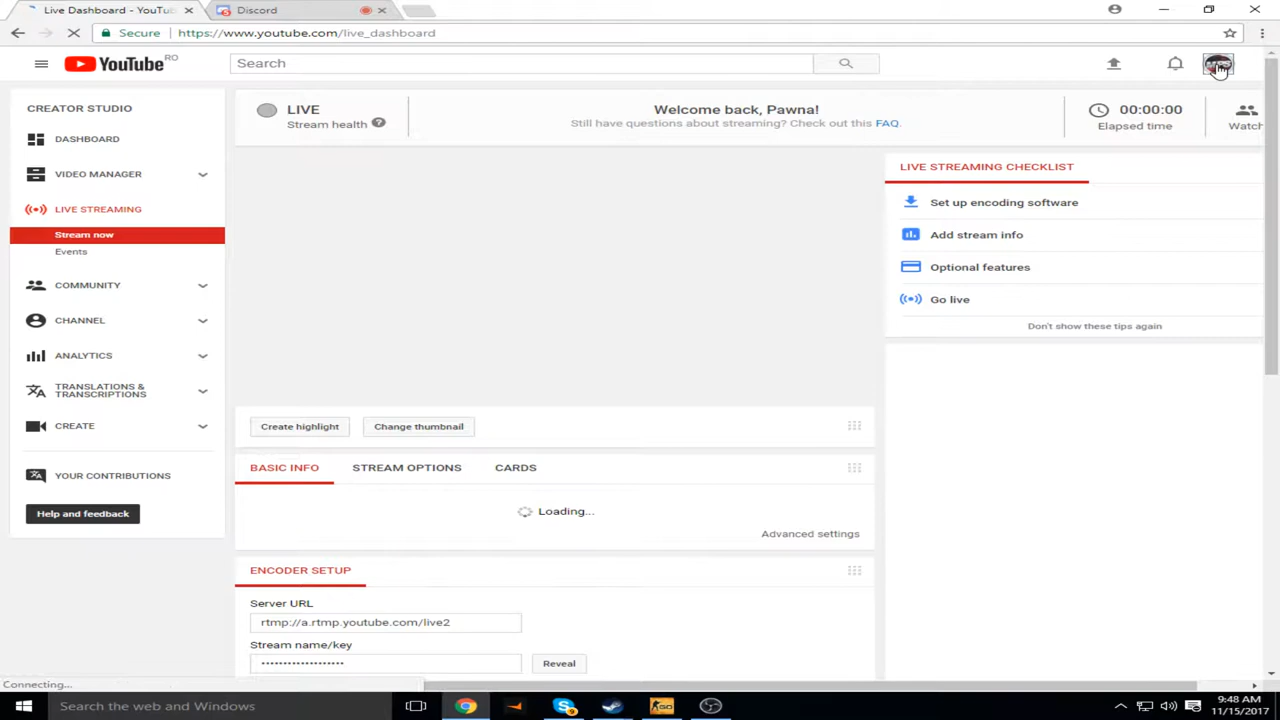 Live Dashboard - YouTu
Discord
Secure
https://www.youtube.com/live_dashboard
YouTube RO
Search
CREATOR STUDIO
DASHBOARD
VIDEO MANAGER
LIVE STREAMING
Stream now
Events
COMMUNITY
CHANNEL
ANALYTICS
TRANSLATIONS &
TRANSCRIPTIONS
CREATE
YOUR CONTRIBUTIONS
Help and feedback
LIVE
Stream health ?
Welcome back, Pawna!
Still have questions about streaming? Check out this FAQ.
00:00:00
Elapsed time
Watch
LIVE STREAMING CHECKLIST
Set up encoding software
Add stream info
Optional features
Go live
Don't show these tips again
Create highlight
Change thumbnail
BASIC INFO
STREAM OPTIONS
CARDS
Loading...
Advanced settings
ENCODER SETUP
Server URL
rtmp://a.rtmp.youtube.com/live2
Stream name/key
••••••••••••••••••• 
Reveal
Connecting...
Search the web and Windows
9:48 AM
11/15/2017